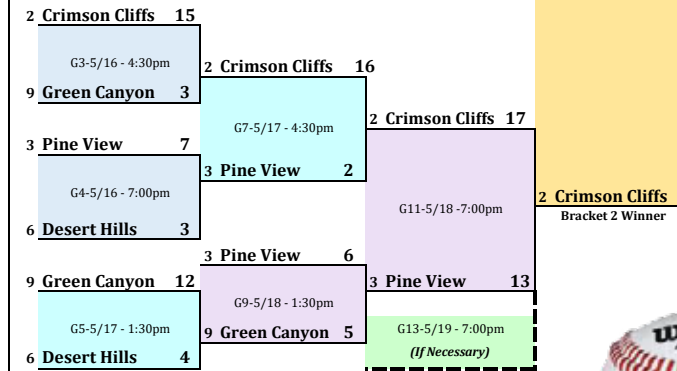 2 Crimson Cliffs 15
G3-5/16 - 4:30pm
9 Green Canyon 3
2 Crimson Cliffs 16
G7-5/17 - 4:30pm
3 Pine View 2
3 Pine View 7
G4-5/16 - 7:00pm
6 Desert Hills 3
2 Crimson Cliffs 17
G11-5/18 -7:00pm
3 Pine View 13
2 Crimson Cliffs
Bracket 2 Winner
3 Pine View 6
G9-5/18 - 1:30pm
9 Green Canyon 5
9 Green Canyon 12
G5-5/17 - 1:30pm
6 Desert Hills 4
G13-5/19 - 7:00pm
(If Necessary)